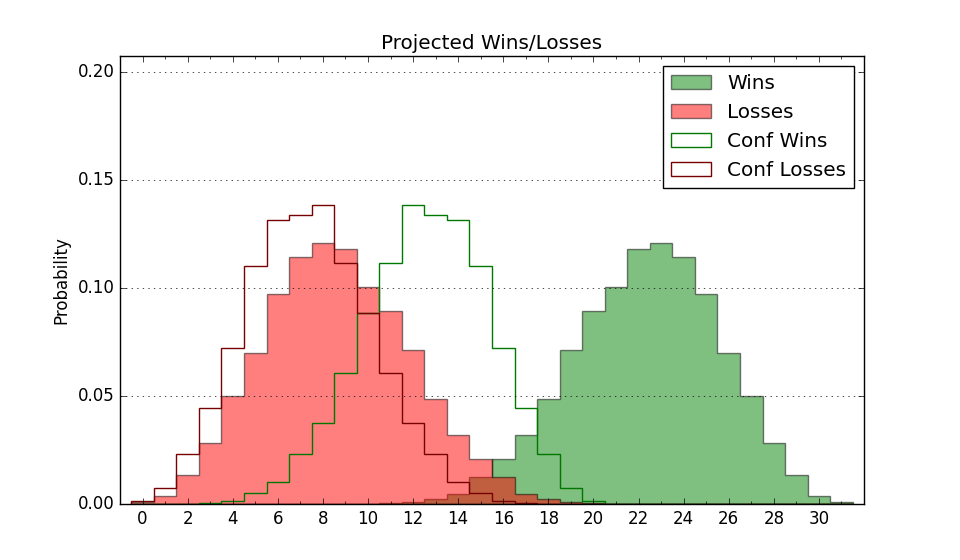 Projected Wins/Losses
0.20
0.15
0.10
0.05
0.00
Probability
Wins
Losses
Conf Wins
Conf Losses
0 2 4 6 8 10 12 14 16 18 20 22 24 26 28 30